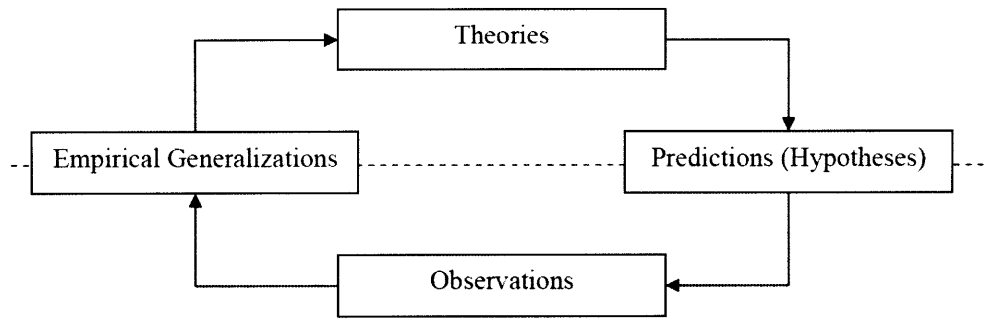 Theories
Empirical Generalizations
Predictions (Hypotheses)
Observations